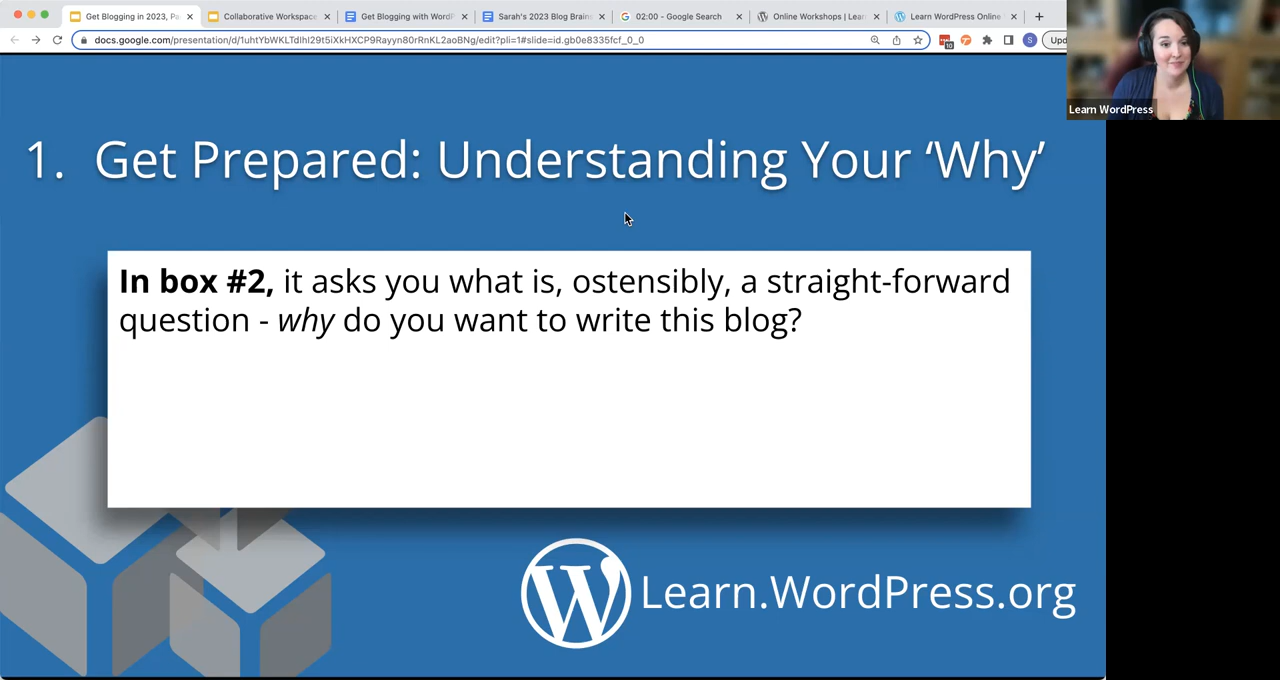 Get Blogging in 2023, Pa
Collaborative Workspace
Get Blogging with WordP
Sarah's 2023 Blog Brains
02:00 - Google Search
Online Workshops | Lear
Learn WordPress Online
docs.google.com/presentation/d/1uhtYbWKLTdIhI29t5iXkHXCP9Rayyn80rRnKL2aoBNg/edit?pli=1#slide=id.gb0e8335fcf_0_0
10
S
Upd
Learn WordPress
1. Get Prepared: Understanding Your ‘Why’
In box #2, it asks you what is, ostensibly, a straight-forward
question - why do you want to write this blog?
W
Learn.WordPress.org